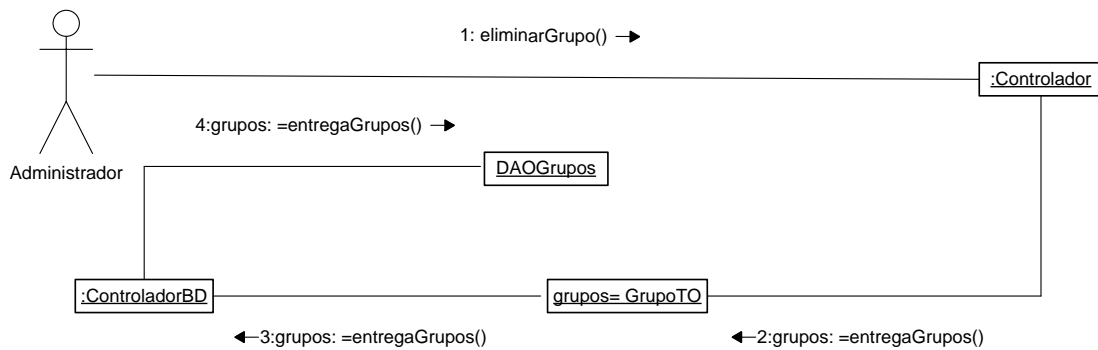 1: eliminarGrupo()
:Controlador
4:grupos: =entregaGrupos()
Administrador
DAOGrupos
:ControladorBD
grupos= GrupoTO
3:grupos: =entregaGrupos()
2:grupos: =entregaGrupos()